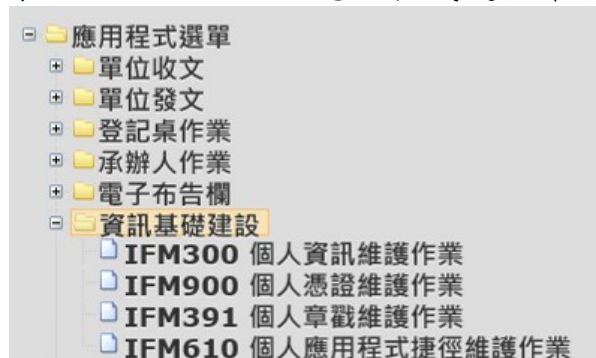 應用程式選單
單位收文
單位發文
登記桌作業
承辦人作業
電子布告欄
資訊基礎建設
IFM300 個人資訊維護作業
IFM900 個人憑證維護作業
IFM391 個人章戳維護作業
IFM610 個人應用程式捷徑維護作業